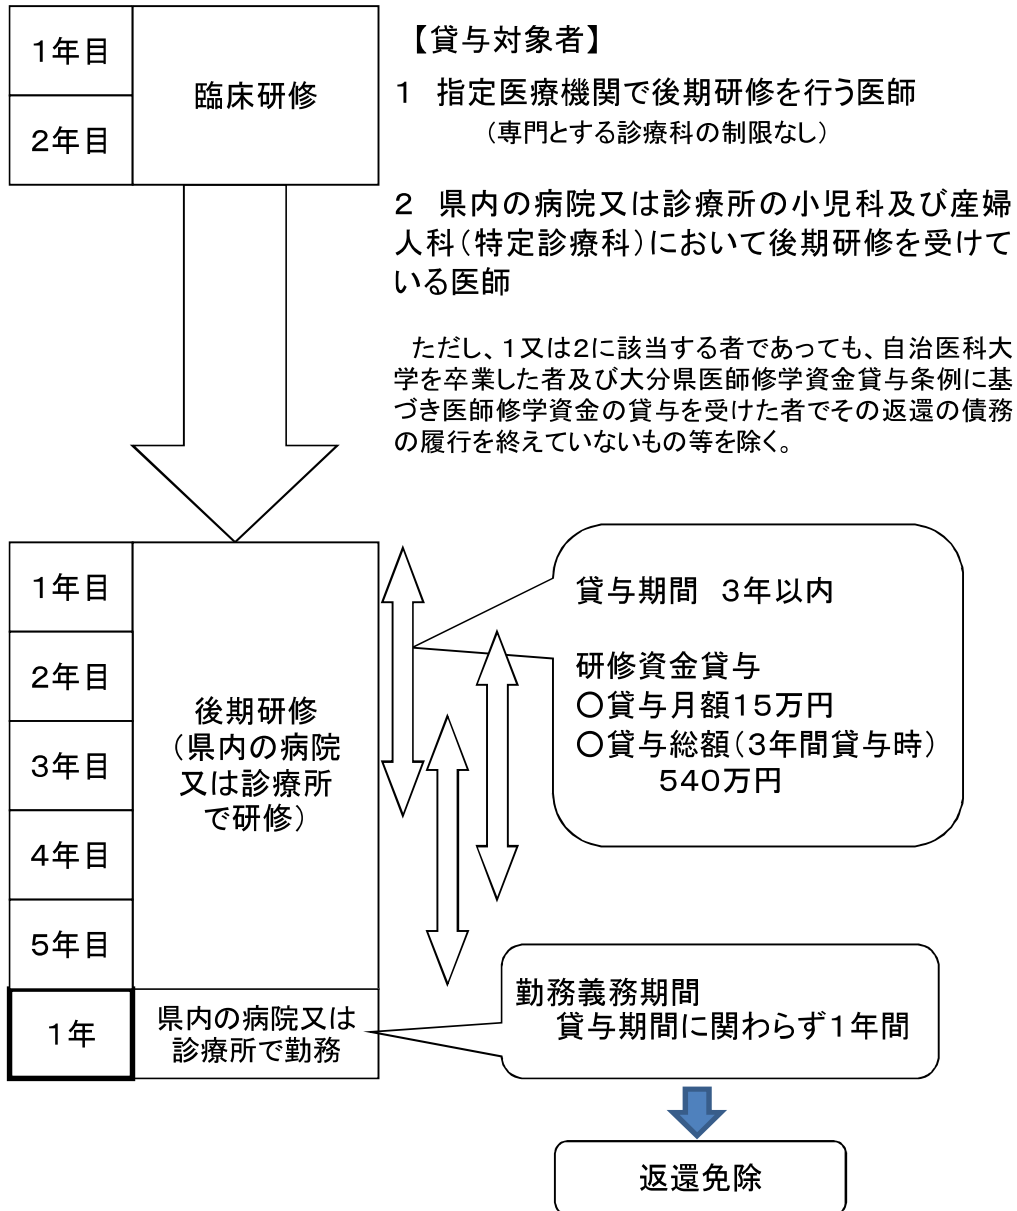 1年目
2年目
臨床研修
【貸与対象者】
1 指定医療機関で後期研修を行う医師
(専門とする診療科の制限なし)
2 県内の病院又は診療所の小児科及び産婦
人科(特定診療科)において後期研修を受けて
いる医師
ただし、1又は2に該当する者であっても、自治医科大
学を卒業した者及び大分県医師修学資金貸与条例に基
づき医師修学資金の貸与を受けた者でその返還の債務
の履行を終えていないもの等を除く。
1年目
2年目
3年目
4年目
5年目
後期研修
(県内の病院
又は診療所
で研修)
貸与期間 3年以内
研修資金貸与
○貸与月額15万円
○貸与総額(3年間貸与時)
540万円
1年
県内の病院又は
診療所で勤務
勤務義務期間
貸与期間に関わらず1年間
返還免除